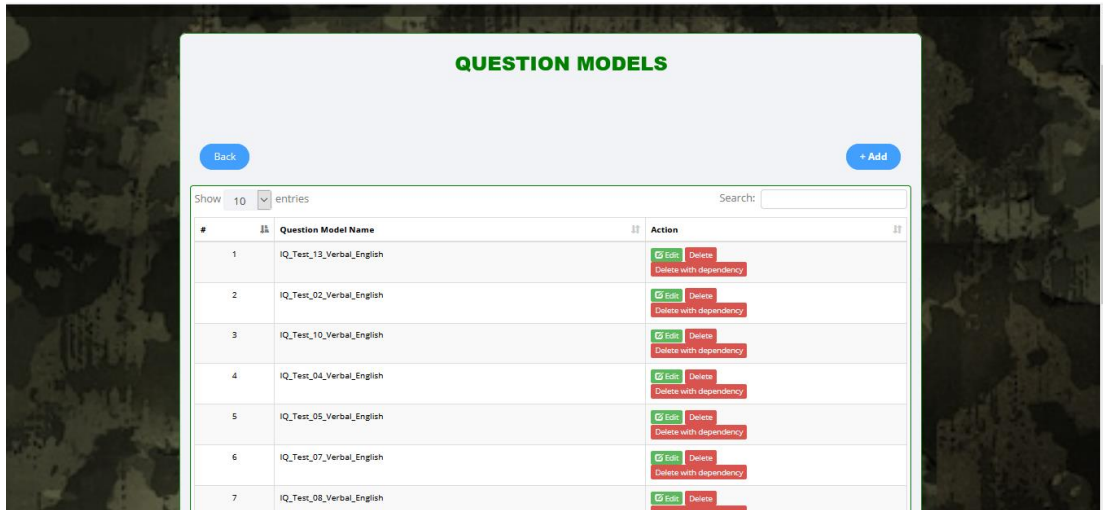 QUESTION MODELS
Back
+ Add
Show 10 entries
Search:
# Question Model Name Action
1 IQ_Test_13_Verbal_English Edit Delete
Delete with dependency
2 IQ_Test_02_Verbal_English Edit Delete
Delete with dependency
3 IQ_Test_10_Verbal_English Edit Delete
Delete with dependency
4 IQ_Test_04_Verbal_English Edit Delete
Delete with dependency
5 IQ_Test_05_Verbal_English Edit Delete
Delete with dependency
6 IQ_Test_07_Verbal_English Edit Delete
Delete with dependency
7 IQ_Test_08_Verbal_English Edit Delete